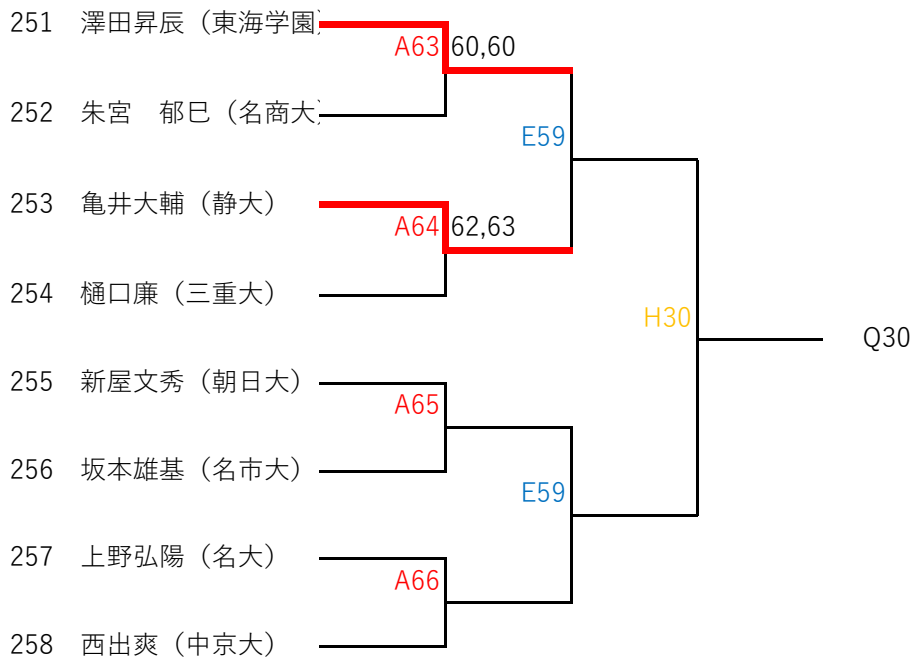 251 澤田昇辰（東海学園）
A63 60,60
252 朱宮　郁巳（名商大）
E59
253 亀井大輔（静大）
A64 62,63
254 樋口廉（三重大）
H30
Q30
255 新屋文秀（朝日大）
A65
256 坂本雄基（名市大）
E59
257 上野弘陽（名大）
A66
258 西出爽（中京大）